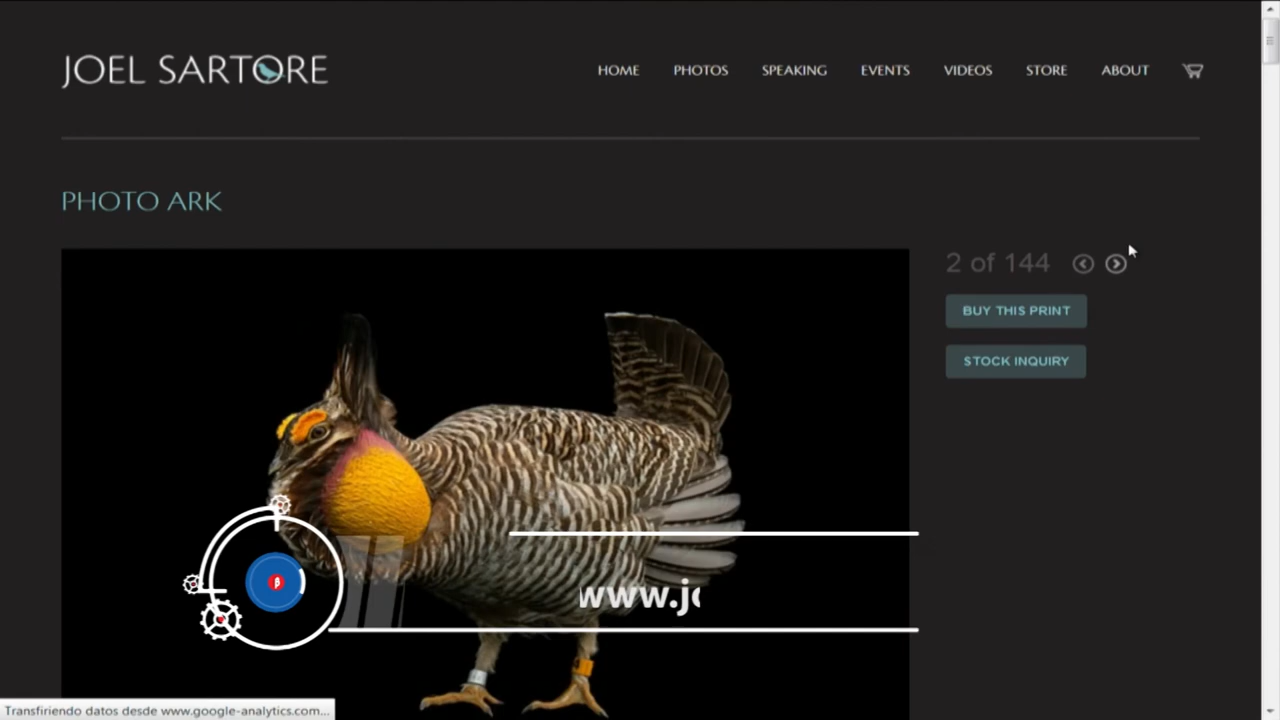 JOEL SARTORE
HOME PHOTOS SPEAKING EVENTS VIDEOS STORE ABOUT
PHOTO ARK
2 of 144
BUY THIS PRINT
STOCK INQUIRY
β
www.jo
Transfiriendo datos desde www.google-analytics.com...